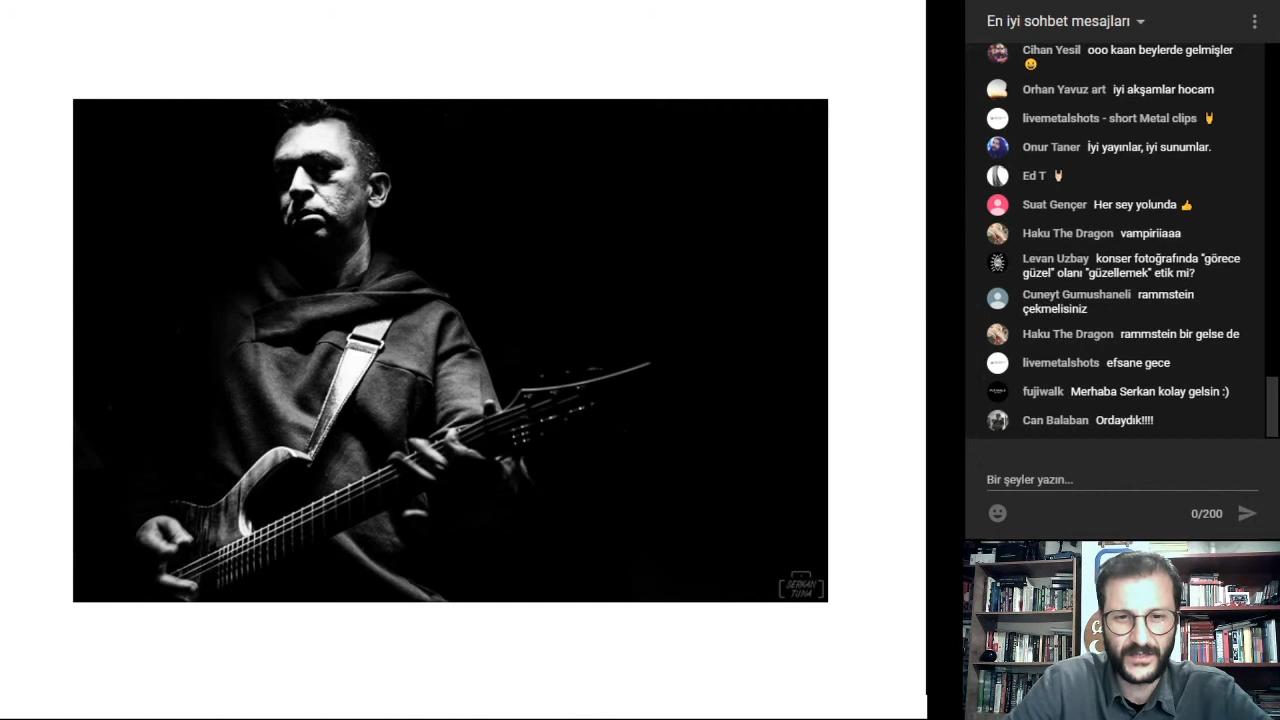 En iyi sohbet mesajları
Cihan Yesil ooo kaan beylerde gelmişler
Orhan Yavuz art iyi akşamlar hocam
livemetalshots - short Metal clips
Onur Taner İyi yayınlar, iyi sunumlar.
Ed T
Suat Gençer Her sey yolunda
Haku The Dragon vampiriiaaa
Levan Uzbay konser fotoğrafında "görece
güzel" olanı "güzellemek" etik mi?
Cuneyt Gumushaneli rammstein
çekmelisiniz
Haku The Dragon rammstein bir gelse de
livemetalshots efsane gece
fujiwalk Merhaba Serkan kolay gelsin :)
Can Balaban Ordaydık!!!!
Bir şeyler yazın...
0/200
SERKAN
TUNA